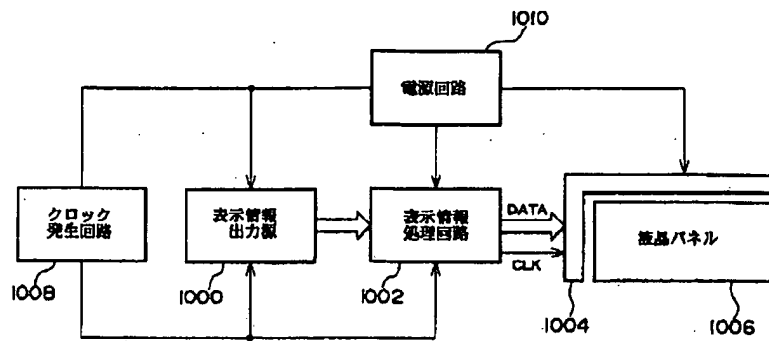 1010
電源回路
クロック
発生回路
1008
表示情報
出力源
1000
表示情報
処理回路
1002
DATA
CLK
1004
液晶パネル
1006